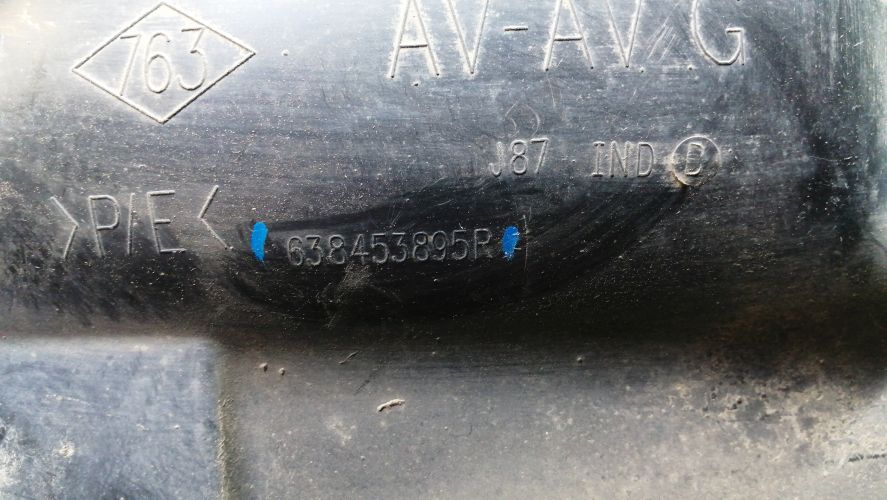 763
AV-AV/G
J87 IND D
>P/E<
638453895R